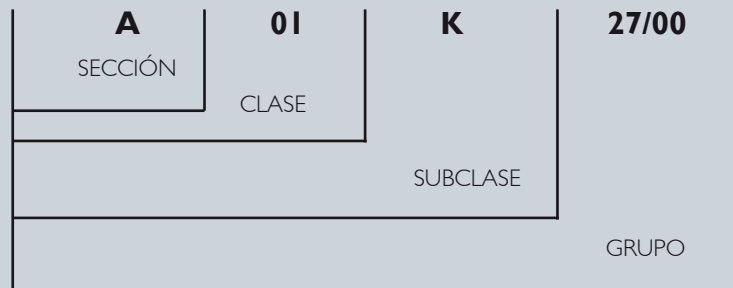 A 01 K 27/00
SECCIÓN
CLASE
SUBCLASE
GRUPO